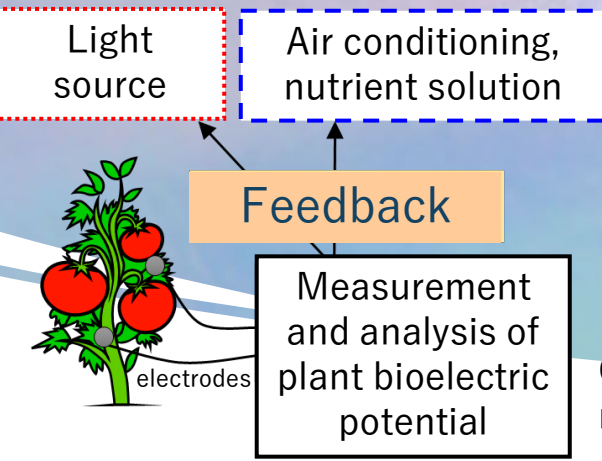 Light
source
Air conditioning,
nutrient solution
Feedback
Measurement
and analysis of
plant bioelectric
potential
electrodes